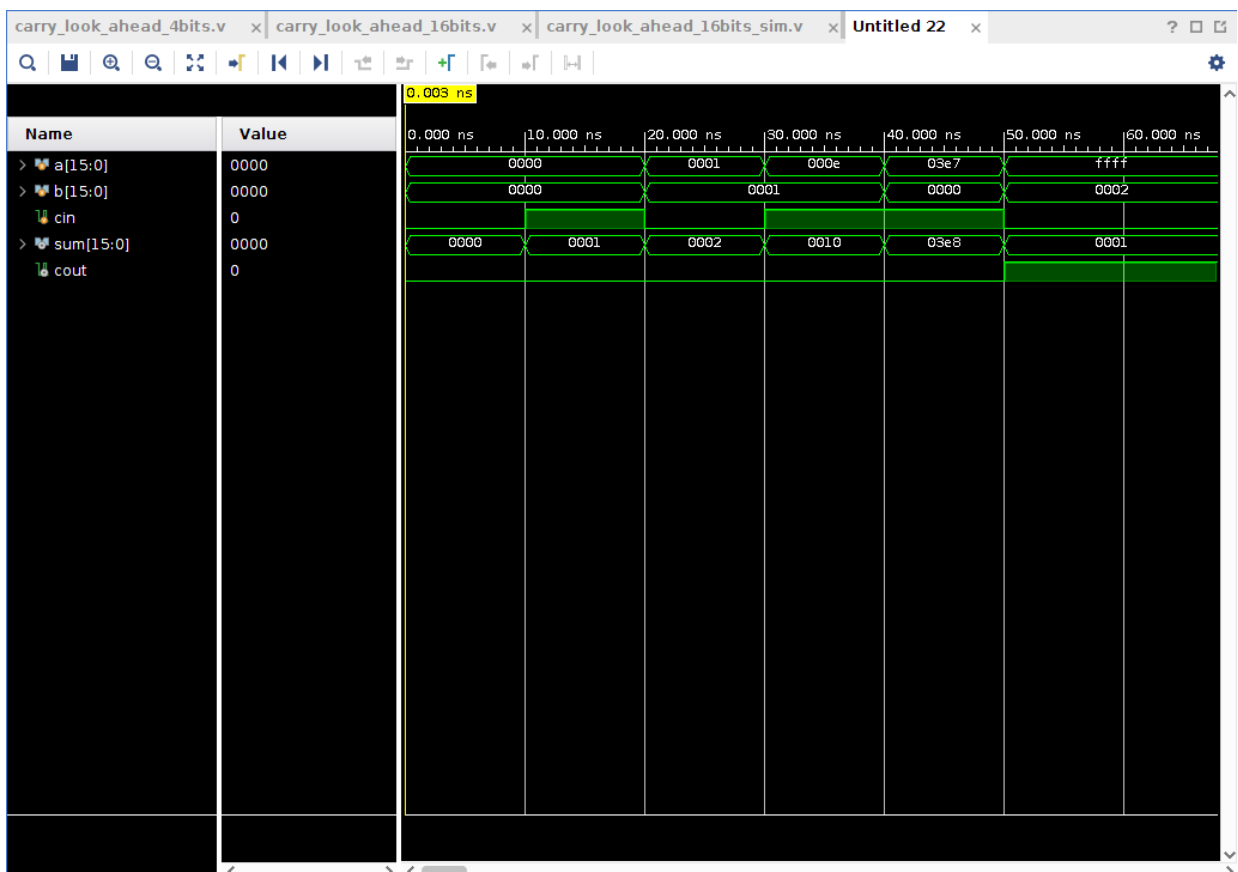 carry_look_ahead_4bits.v x carry_look_ahead_16bits.v x carry_look_ahead_16bits_sim.v x Untitled 22 x ?
0.003 ns
Name Value 0.000 ns 10.000 ns 20.000 ns 30.000 ns 40.000 ns 50.000 ns 60.000 ns
a[15:0] 0000 0000 0001 000e 03e7 ffff
b[15:0] 0000 0000 0001 0000 0002
cin 0
sum[15:0] 0000 0000 0001 0002 0010 03e8 0001
cout 0